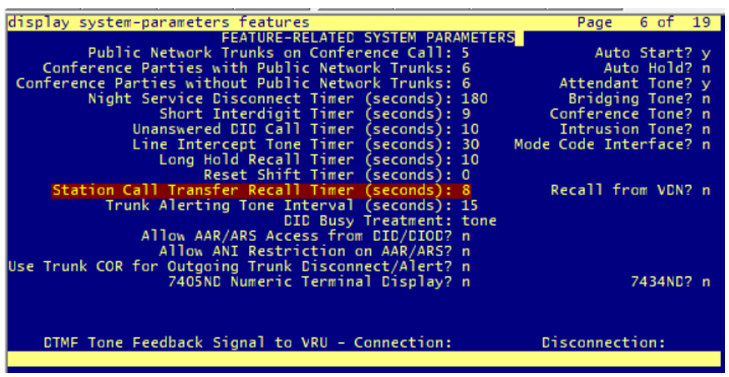 display system-parameters features Page 6 of 19
FEATURE-RELATED SYSTEM PARAMETERS
Public Network Trunks on Conference Call: 5 Auto Start? y
Conference Parties with Public Network Trunks: 6 Auto Hold? n
Conference Parties without Public Network Trunks: 6 Attendant Tone? y
Night Service Disconnect Timer (seconds): 180 Bridging Tone? n
Short Interdigit Timer (seconds): 9 Conference Tone? n
Unanswered DID Call Timer (seconds): 10 Intrusion Tone? n
Line Intercept Tone Timer (seconds): 30 Mode Code Interface? n
Long Hold Recall Timer (seconds): 10
Reset Shift Timer (seconds): 0
Station Call Transfer Recall Timer (seconds): 8 Recall from VDN? n
Trunk Alerting Tone Interval (seconds): 15
DID Busy Treatment: tone
Allow AAR/ARS Access from DID/DIOD? n
Allow ANI Restriction on AAR/ARS? n
Use Trunk COR for Outgoing Trunk Disconnect/Alert? n
7405ND Numeric Terminal Display? n 7434ND? n
DTMF Tone Feedback Signal to VRU - Connection: Disconnection: